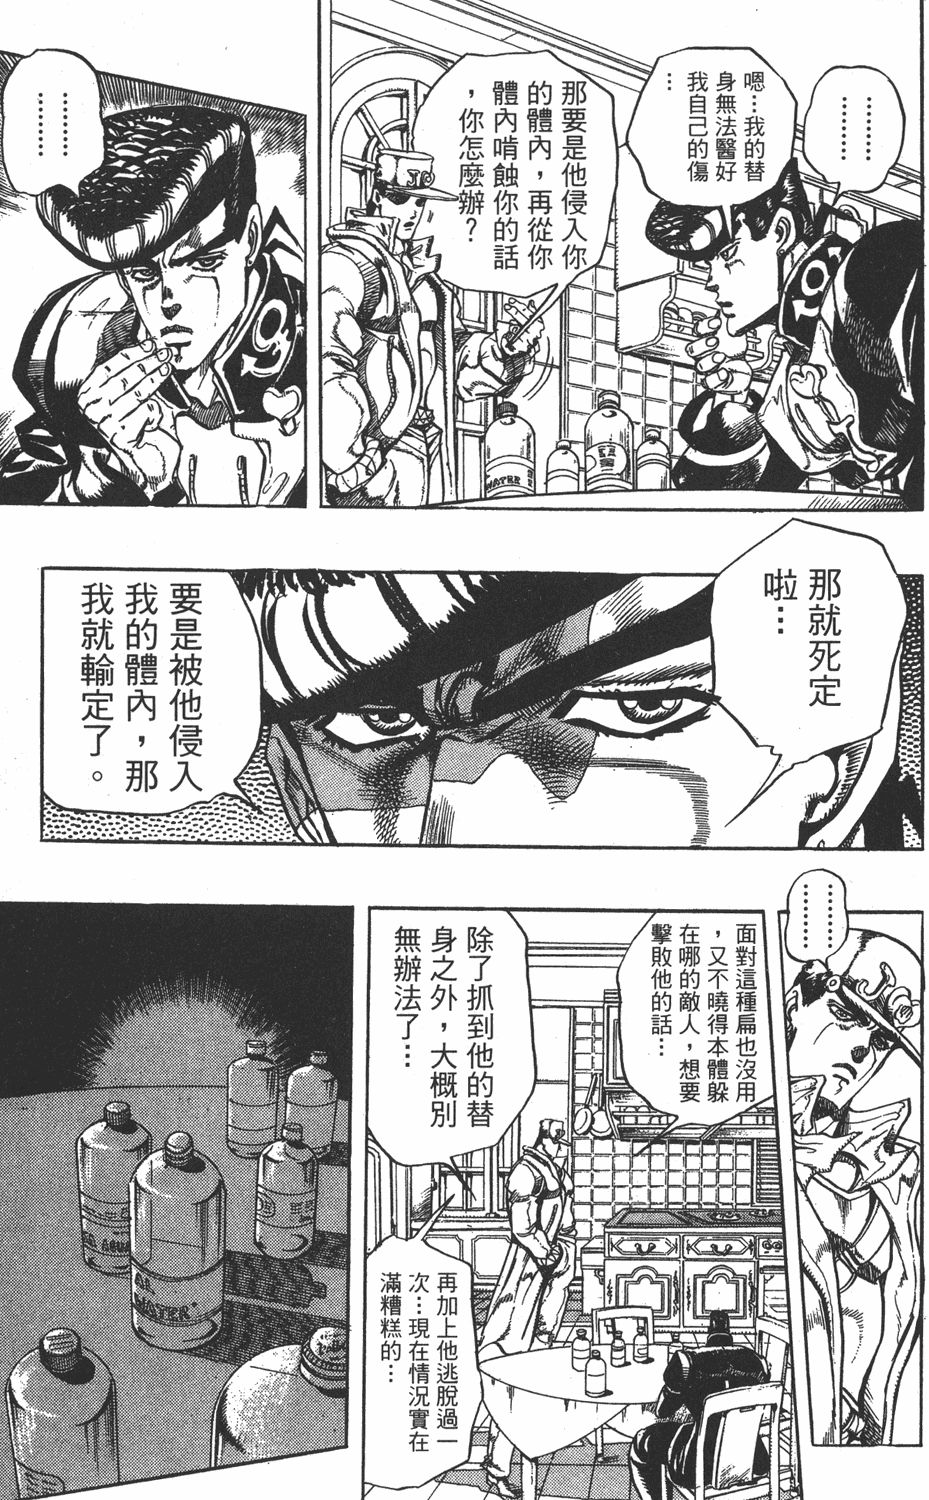 ………
嗯…我的替
身無法醫好
我自己的傷
…
那要是他侵入你
的體內，再從你
體內啃蝕你的話
，你怎麼辦？
………
WATER
那就死定
啦…
要是被他侵入
我的體內，那
我就輸定了。
………
面對這種扁也沒用
，又不曉得本體躲
在哪的敵人，想要
擊敗他的話…
除了抓到他的替
身之外，大概別
無辦法了…
再加上他逃脫過一
次…現在情況實在
滿糟糕的…
WATER